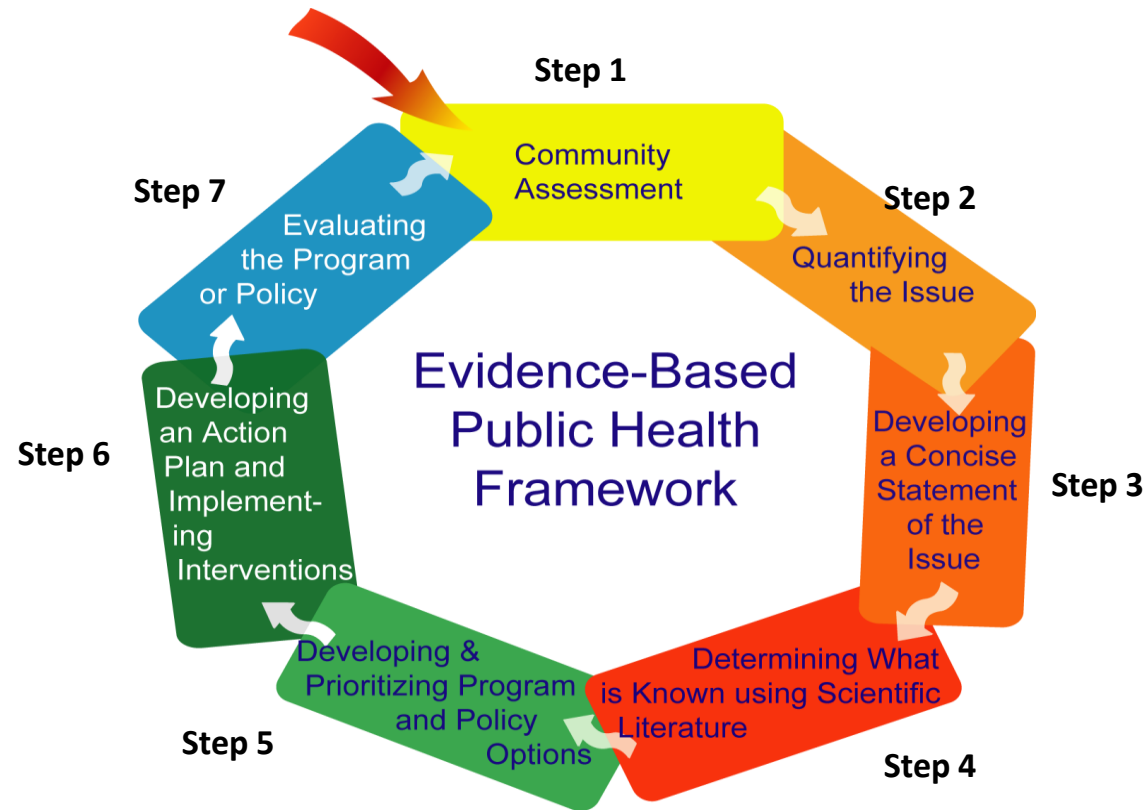 Step 1
Community
Assessment
Step 2
Quantifying
the Issue
Step 3
Developing
a Concise
Statement
of the
Issue
Step 4
Determining What
is Known using Scientific
Literature
Step 5
Developing &
Prioritizing Program
and Policy
Options
Step 6
Developing
an Action
Plan and
Implement-
ing
Interventions
Step 7
Evaluating
the Program
or Policy
Evidence-Based
Public Health
Framework